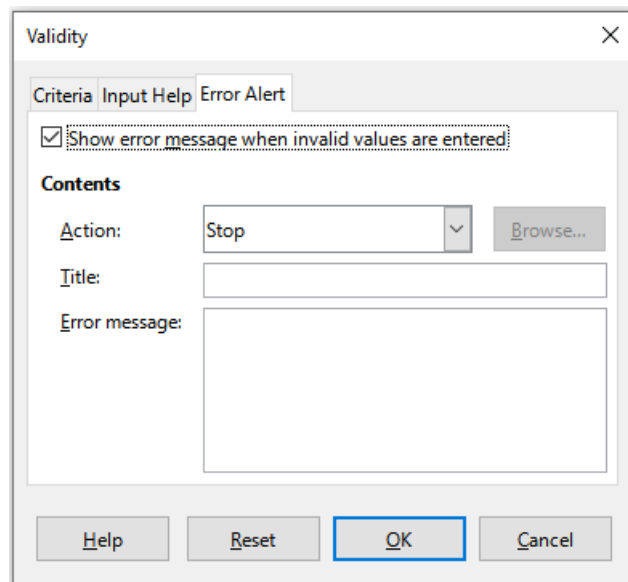 Validity
Criteria Input Help Error Alert
Show error message when invalid values are entered
Contents
Action: Stop Browse...
Title:
Error message:
Help Reset OK Cancel